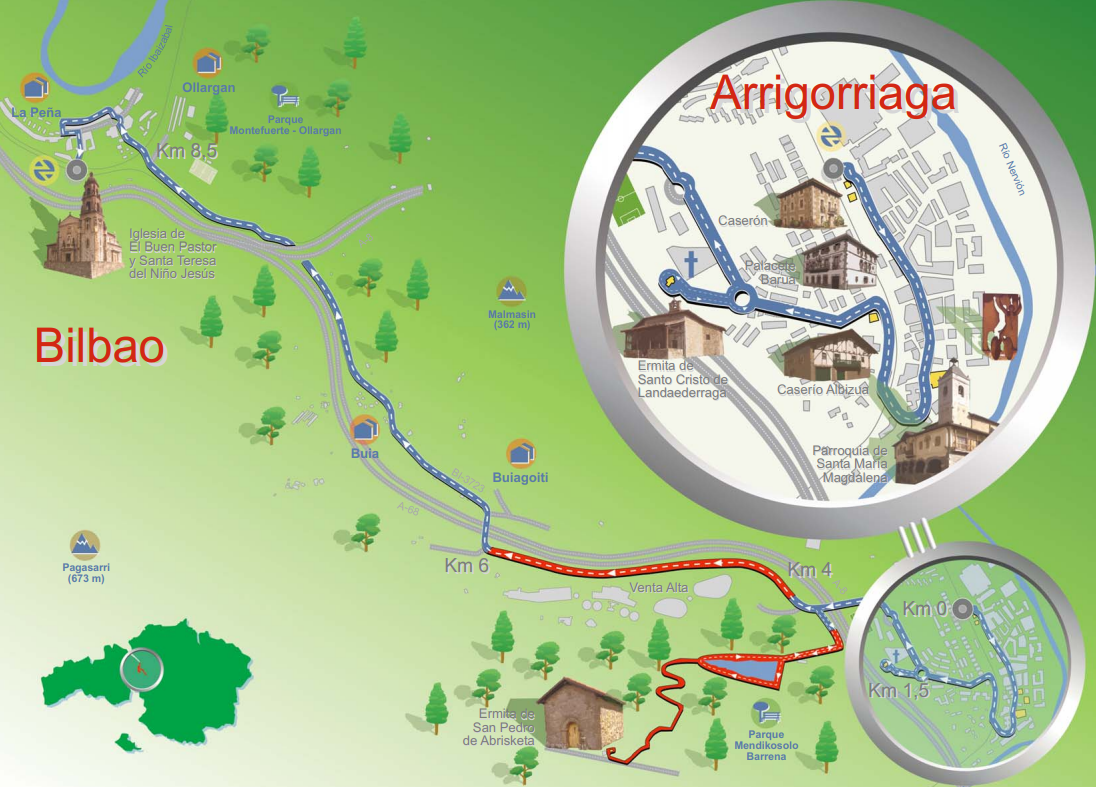 Río Ibaizabal
Ollargan
La Peña
Parque
Montefuerte - Ollargan
Km 8,5
Iglesia de
El Buen Pastor
y Santa Teresa
del Niño Jesús
Bilbao
Malmasin
(362 m)
Arrigorriaga
Río Nervión
Caserón
Palacete
Barua
Ermita de
Santo Cristo de
Landaederraga
Caserío Albizua
Parroquia de
Santa María
Magdalena
Buia
Buiagoiti
BI-3723
A-68
Pagasarri
(673 m)
Km 6
Km 4
Venta Alta
Km 0
Km 1,5
Ermita de
San Pedro
de Abrisketa
Parque
Mendikosolo
Barrena